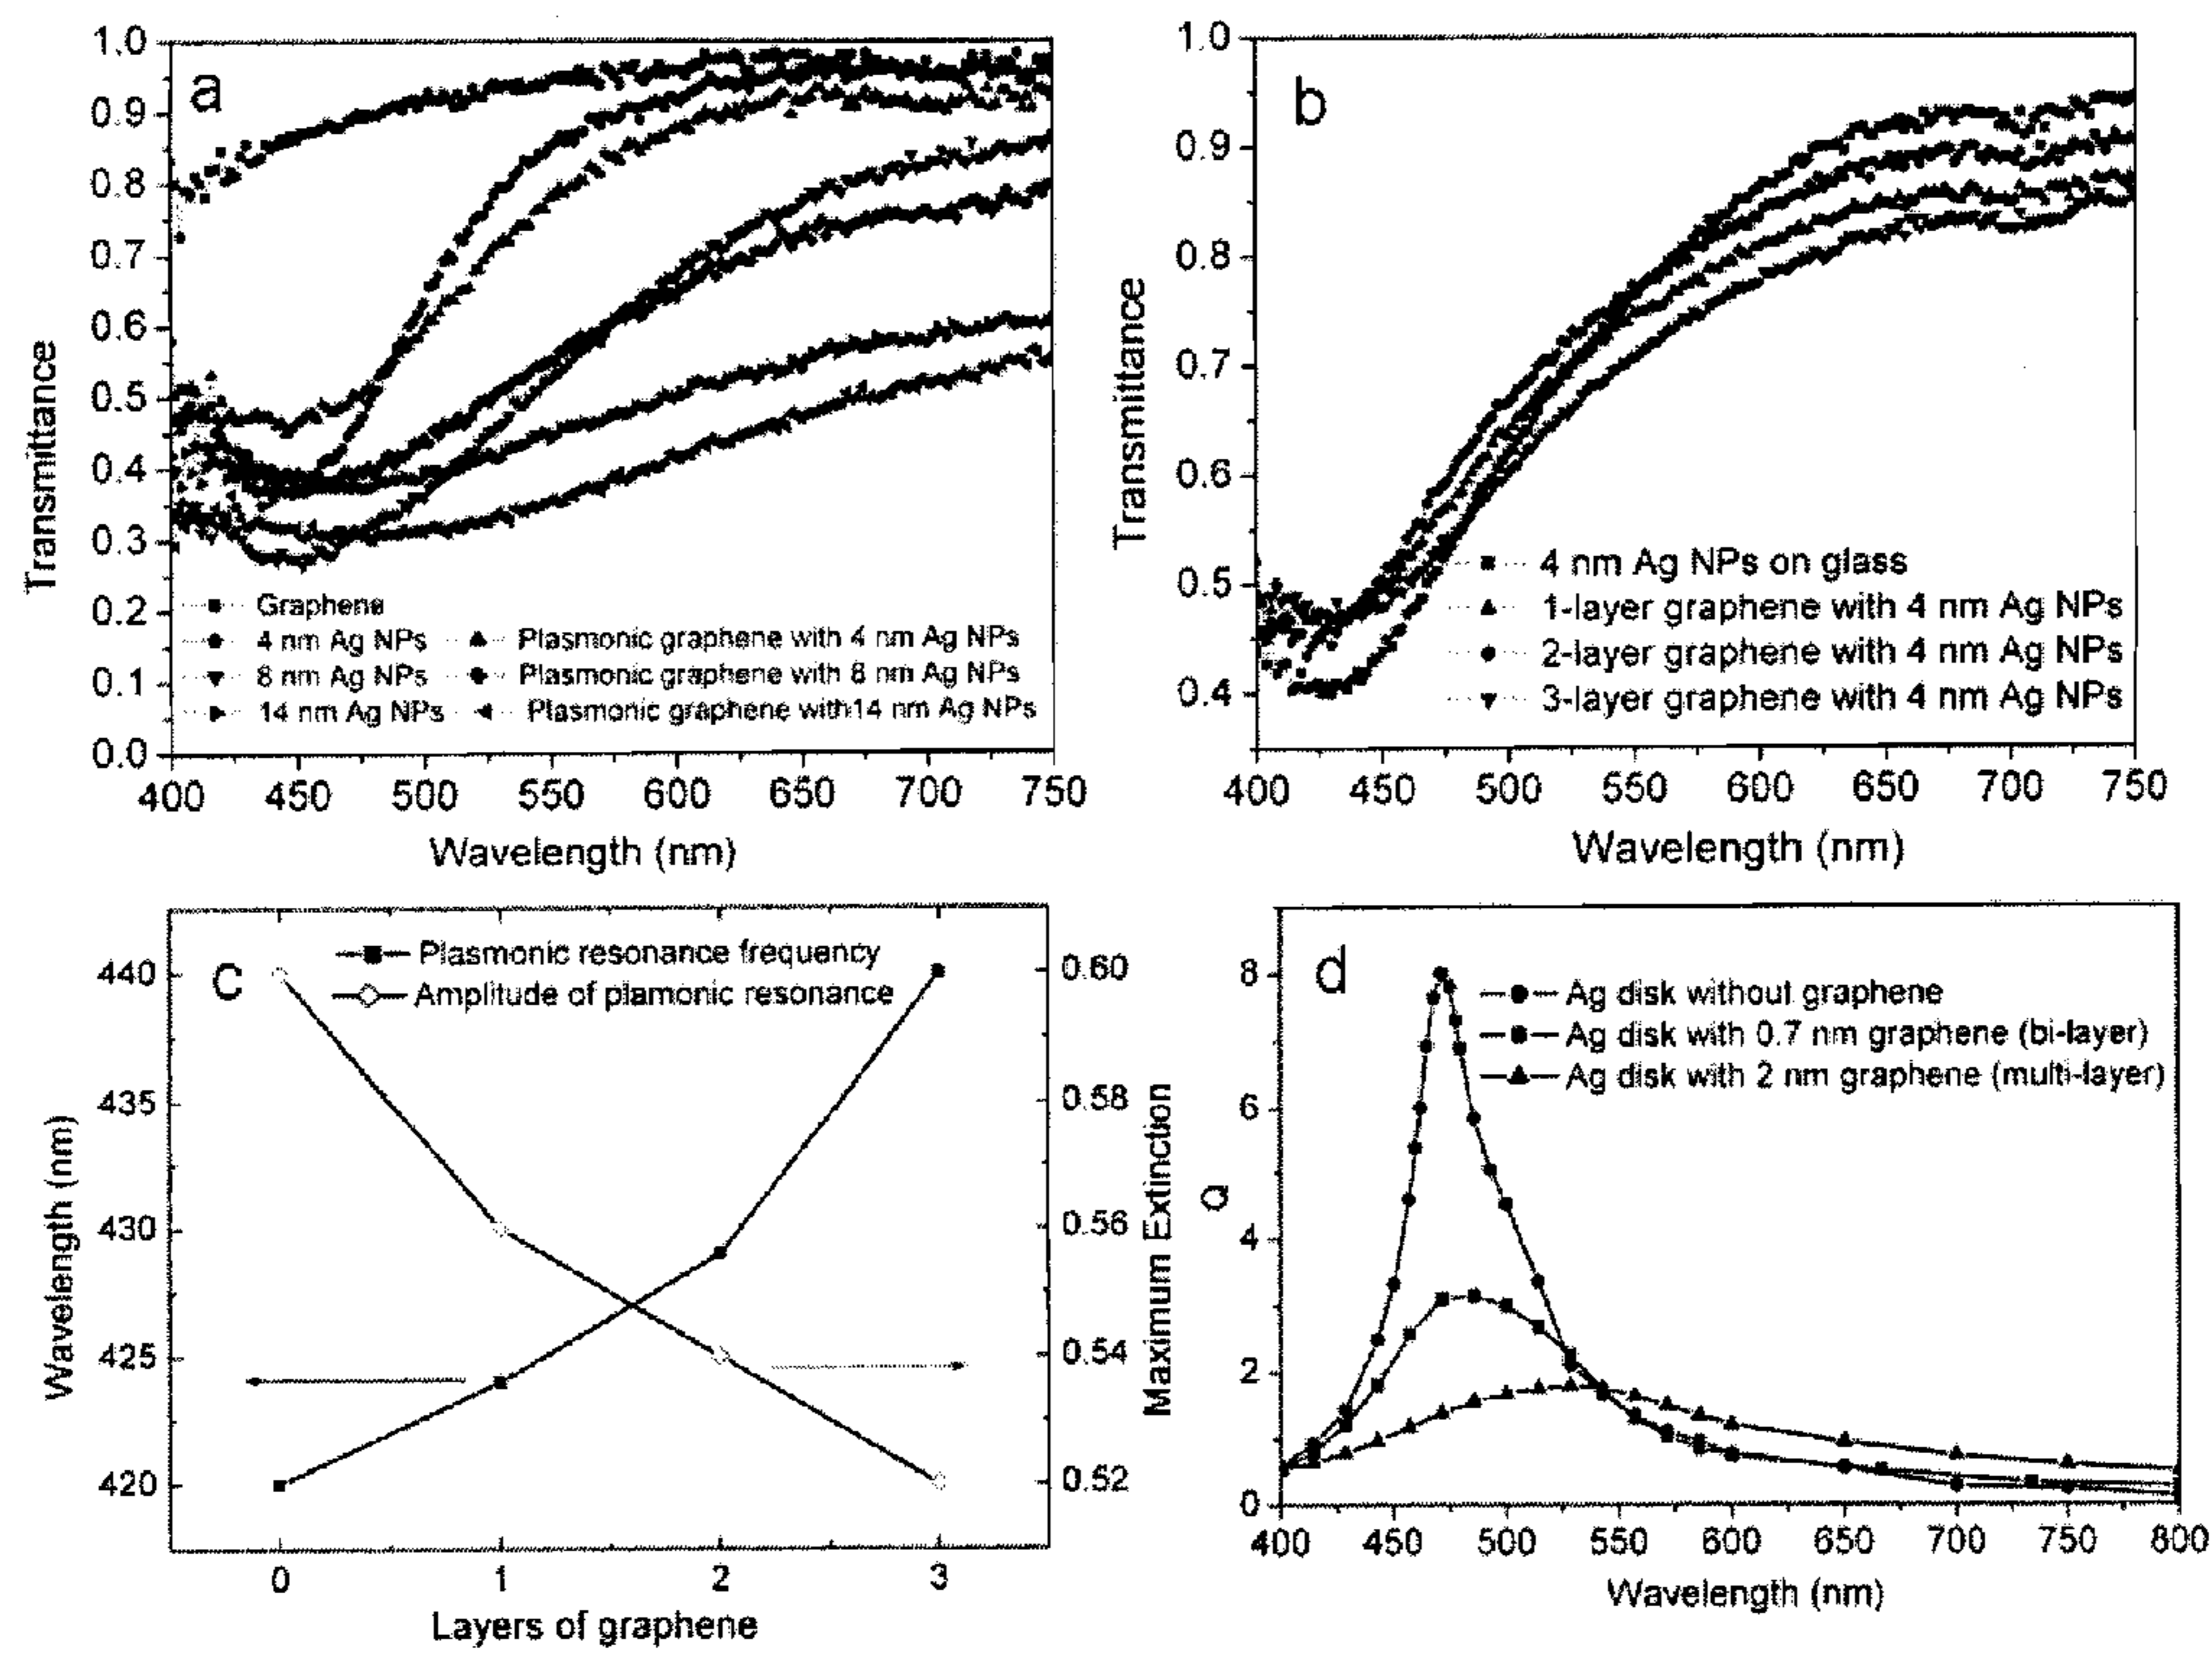 a
1.0
0.9
0.8
0.7
0.6
0.5
0.4
0.3
0.2
0.1
0.0
Transmittance
Graphene
4 nm Ag NPs
Plasmonic graphene with 4 nm Ag NPs
8 nm Ag NPs
Plasmonic graphene with 8 nm Ag NPs
14 nm Ag NPs
Plasmonic graphene with14 nm Ag NPs
400 450 500 550 600 650 700 750
Wavelength (nm)
b
1.0
0.9
0.8
0.7
0.6
0.5
0.4
Transmittance
4 nm Ag NPs on glass
1-layer graphene with 4 nm Ag NPs
2-layer graphene with 4 nm Ag NPs
3-layer graphene with 4 nm Ag NPs
400 450 500 550 600 650 700 750
Wavelength (nm)
c
Plasmonic resonance frequency
Amplitude of plamonic resonance
440
435
430
425
420
Wavelength (nm)
0.60
0.58
0.56
0.54
0.52
Maximum Extinction
0 1 2 3
Layers of graphene
d
Ag disk without graphene
Ag disk with 0.7 nm graphene (bi-layer)
Ag disk with 2 nm graphene (multi-layer)
8
6
4
2
0
Q
400 450 500 550 600 650 700 750 800
Wavelength (nm)